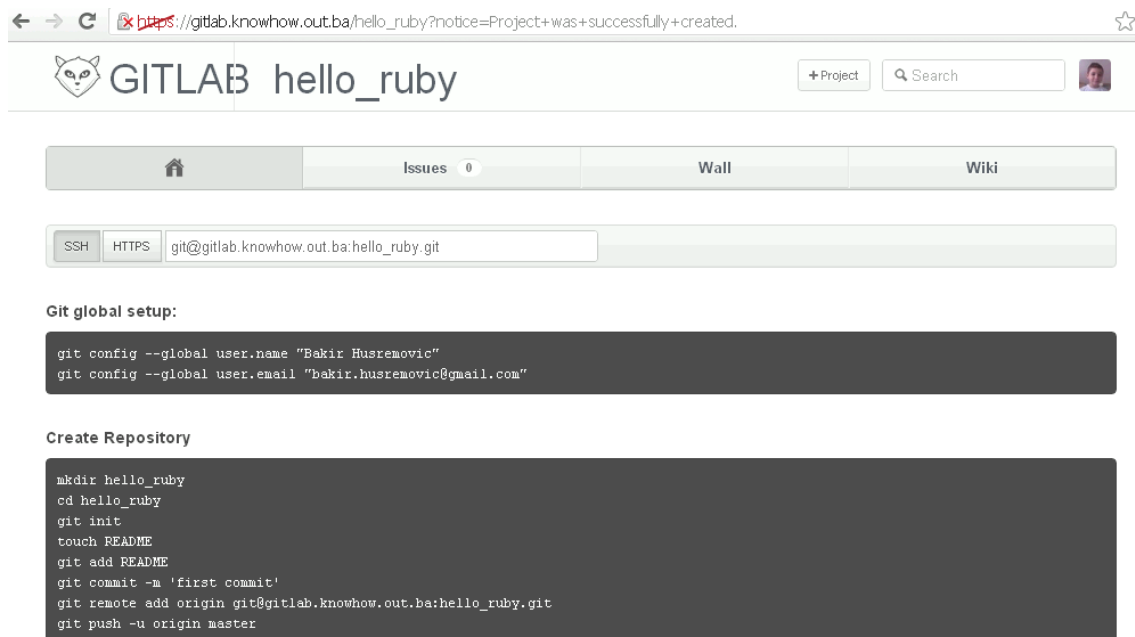 https://gitlab.knowhow.out.ba/hello_ruby?notice=Project+was+successfully+created.
GITLAB hello_ruby
+Project
Search
Issues 0
Wall
Wiki
SSH
HTTPS
git@gitlab.knowhow.out.ba:hello_ruby.git
Git global setup:
git config --global user.name "Bakir Husremovic"
git config --global user.email "bakir.husremovic@gmail.com"
Create Repository
mkdir hello_ruby
cd hello_ruby
git init
touch README
git add README
git commit -m 'first commit'
git remote add origin git@gitlab.knowhow.out.ba:hello_ruby.git
git push -u origin master